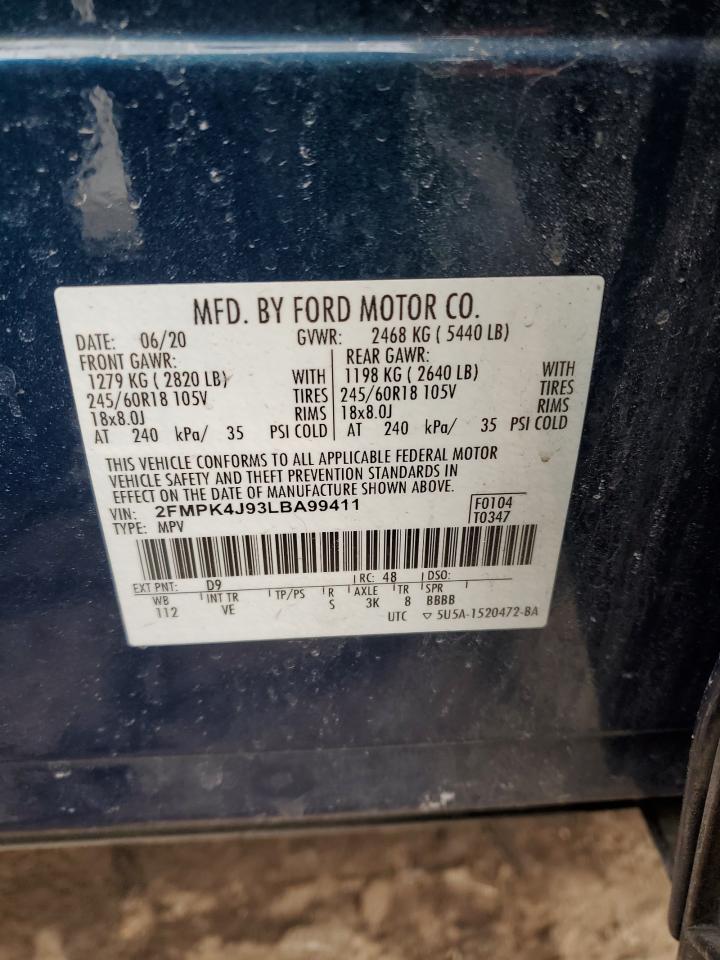 MFD. BY FORD MOTOR CO.
DATE: 06/20 GVWR: 2468 KG ( 5440 LB)
FRONT GAWR: REAR GAWR:
1279 KG ( 2820 LB) WITH 1198 KG ( 2640 LB) WITH
245/60R18 105V TIRES 245/60R18 105V TIRES
18x8.0J RIMS 18x8.0J RIMS
AT 240 kPa/ 35 PSI COLD AT 240 kPa/ 35 PSI COLD
THIS VEHICLE CONFORMS TO ALL APPLICABLE FEDERAL MOTOR
VEHICLE SAFETY AND THEFT PREVENTION STANDARDS IN
EFFECT ON THE DATE OF MANUFACTURE SHOWN ABOVE.
VIN: 2FMPK4J93LBA99411 F0104
TYPE: MPV T0347
EXT PNT: D9 RC: 48 DSO:
WB INT TR TP/PS R AXLE TR SPR
112 VE S 3K 8 BBBB
UTC ▽ 5U5A-1520472-BA